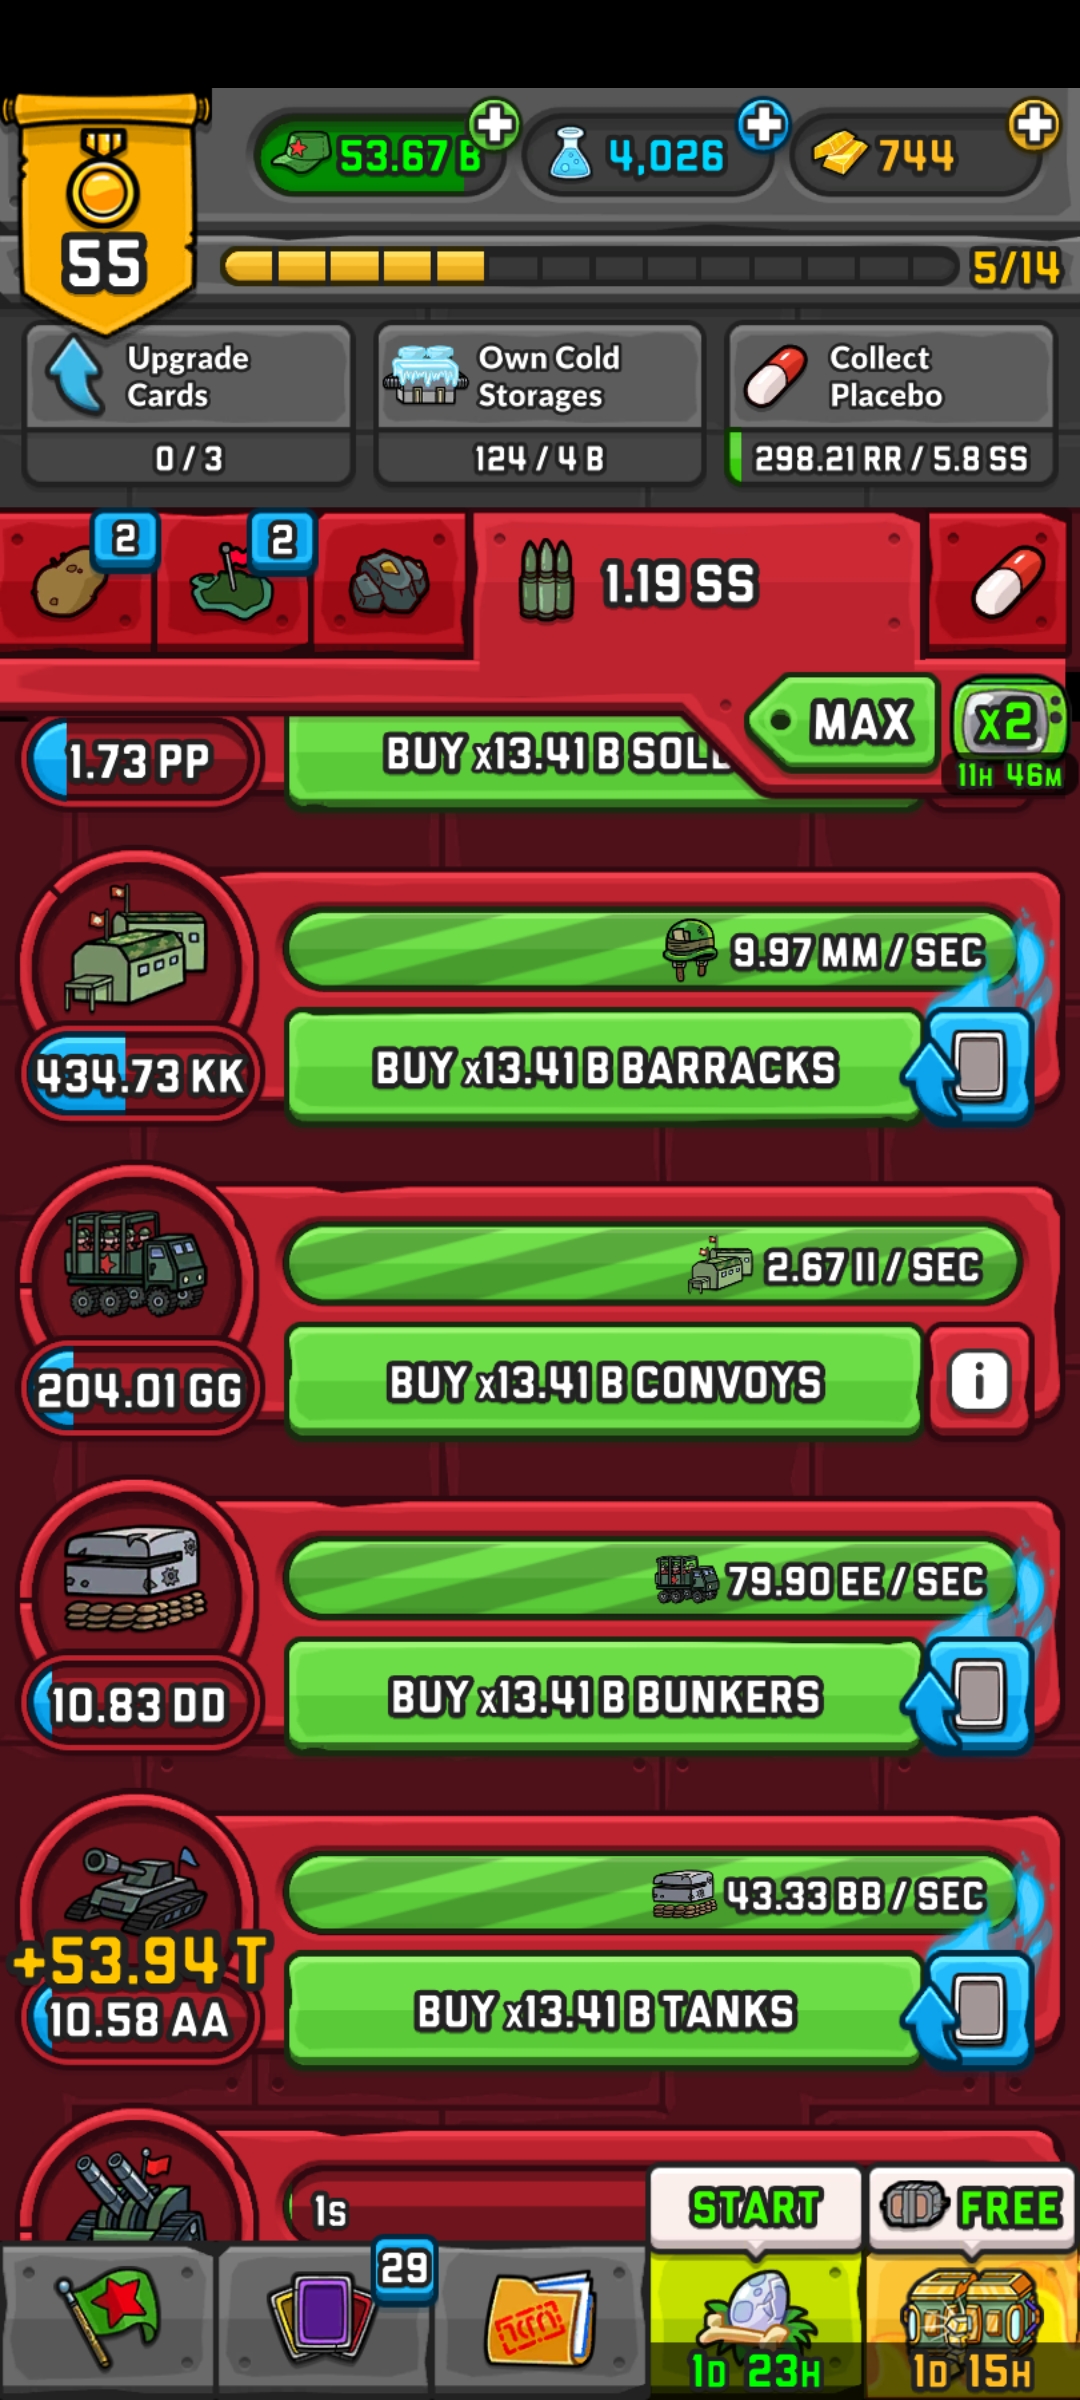 53.67 B
4,026
744
55
5/14
Upgrade
Cards
0 / 3
Own Cold
Storages
124 / 4 B
Collect
Placebo
298.21 RR / 5.8 SS
2
2
1.19 SS
MAX
x2
11H 46M
1.73 PP
BUY x13.41 B SOL
9.97 MM / SEC
434.73 KK
BUY x13.41 B BARRACKS
2.67 II / SEC
204.01 GG
BUY x13.41 B CONVOYS
79.90 EE / SEC
10.83 DD
BUY x13.41 B BUNKERS
43.33 BB / SEC
+53.94 T
10.58 AA
BUY x13.41 B TANKS
1s
START
FREE
29
1D 23H
1D 15H